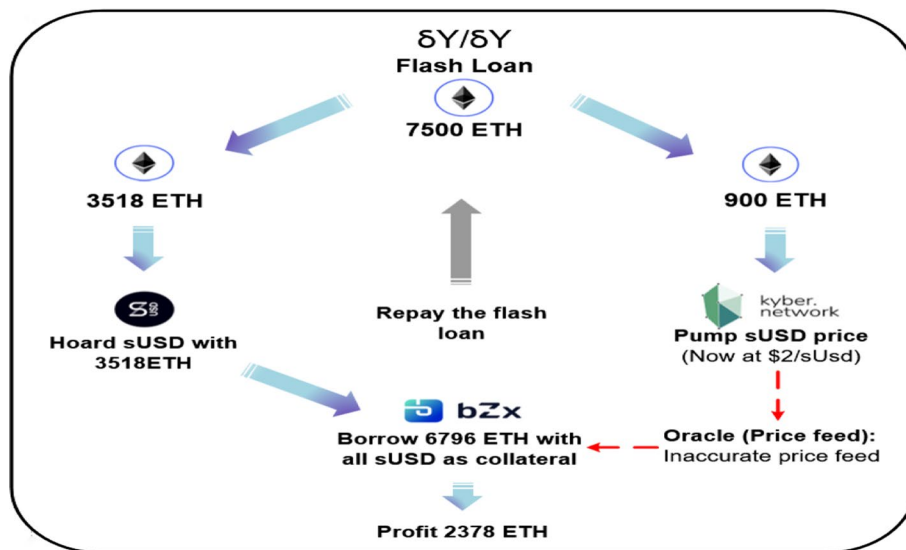 δY/δY
Flash Loan
7500 ETH
3518 ETH
900 ETH
S USD
Hoard sUSD with
3518ETH
Repay the flash
loan
kyber.
network
Pump sUSD price
(Now at $2/sUsd)
bZx
Borrow 6796 ETH with
all sUSD as collateral
Oracle (Price feed):
Inaccurate price feed
Profit 2378 ETH